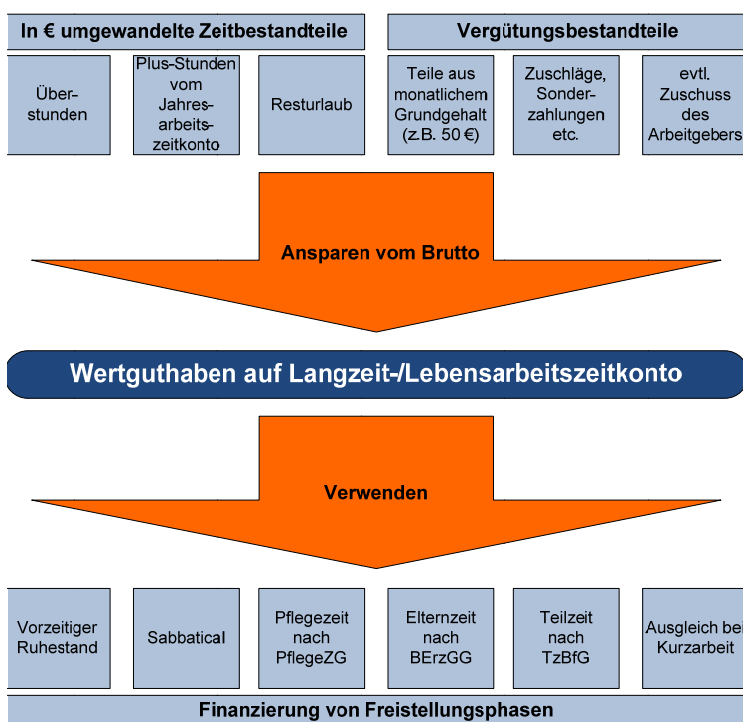 In € umgewandelte Zeitbestandteile
Vergütungsbestandteile
Über-
stunden
Plus-Stunden
vom
Jahres-
arbeits-
zeitkonto
Resturlaub
Teile aus
monatlichem
Grundgehalt
(z.B. 50 €)
Zuschläge,
Sonder-
zahlungen
etc.
evtl.
Zuschuss
des
Arbeitgebers
Ansparen vom Brutto
Wertguthaben auf Langzeit-/Lebensarbeitszeitkonto
Verwenden
Vorzeitiger
Ruhestand
Sabbatical
Pflegezeit
nach
PflegeZG
Elternzeit
nach
BErzGG
Teilzeit
nach
TzBfG
Ausgleich bei
Kurzarbeit
Finanzierung von Freistellungsphasen